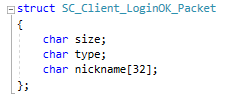 struct SC_Client_LoginOK_Packet
{
    char size;
    char type;
    char nickname[32];
};